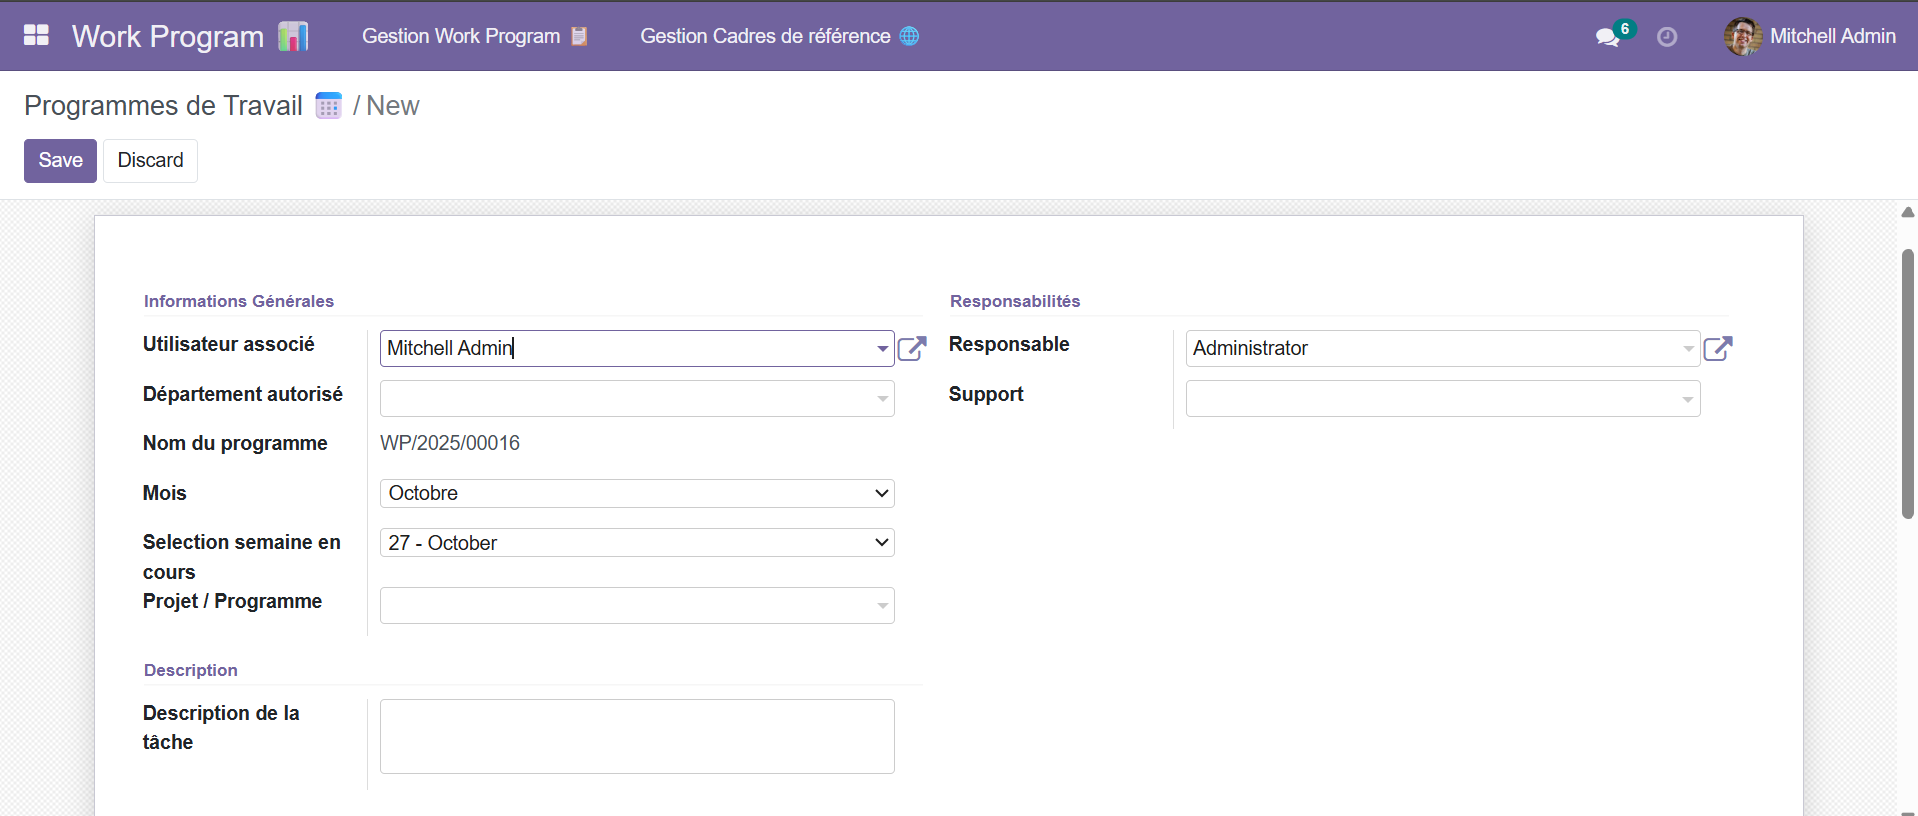 Work Program
Gestion Work Program
Gestion Cadres de référence
6
Mitchell Admin
Programmes de Travail / New
Save
Discard
Informations Générales
Utilisateur associé
Mitchell Admin
Département autorisé
Nom du programme
WP/2025/00016
Mois
Octobre
Selection semaine en
cours
27 - October
Projet / Programme
Description
Description de la
tâche
Responsabilités
Responsable
Administrator
Support